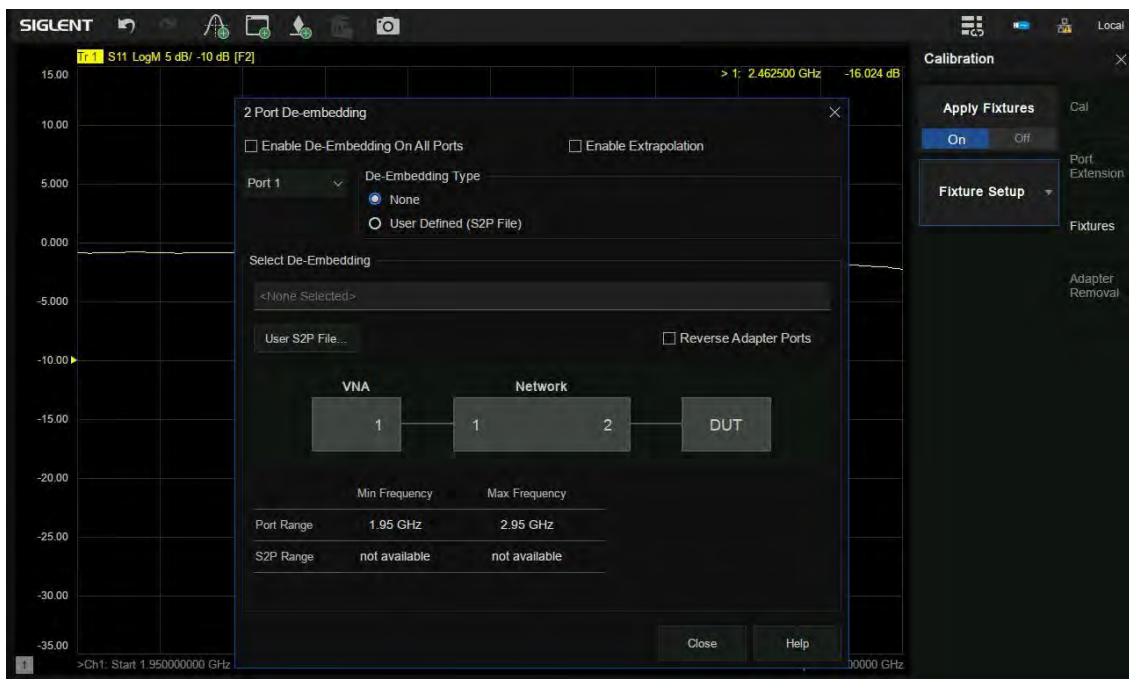 SIGLENT
Local
Tr 1 S11 LogM 5 dB/ -10 dB [F2]
> 1: 2.462500 GHz -16.024 dB
15.00
10.00
5.000
0.000
-5.000
-10.00
-15.00
-20.00
-25.00
-30.00
-35.00
2 Port De-embedding
Enable De-Embedding On All Ports
Enable Extrapolation
Port 1
De-Embedding Type
None
User Defined (S2P File)
Select De-Embedding
<None Selected>
User S2P File...
Reverse Adapter Ports
VNA
Network
1
1
2
DUT
Min Frequency
Max Frequency
Port Range 1.95 GHz 2.95 GHz
S2P Range not available not available
Close
Help
1
>Ch1: Start 1.950000000 GHz
0000 GHz
Calibration
Apply Fixtures
On Off
Fixture Setup
Cal
Port
Extension
Fixtures
Adapter
Removal